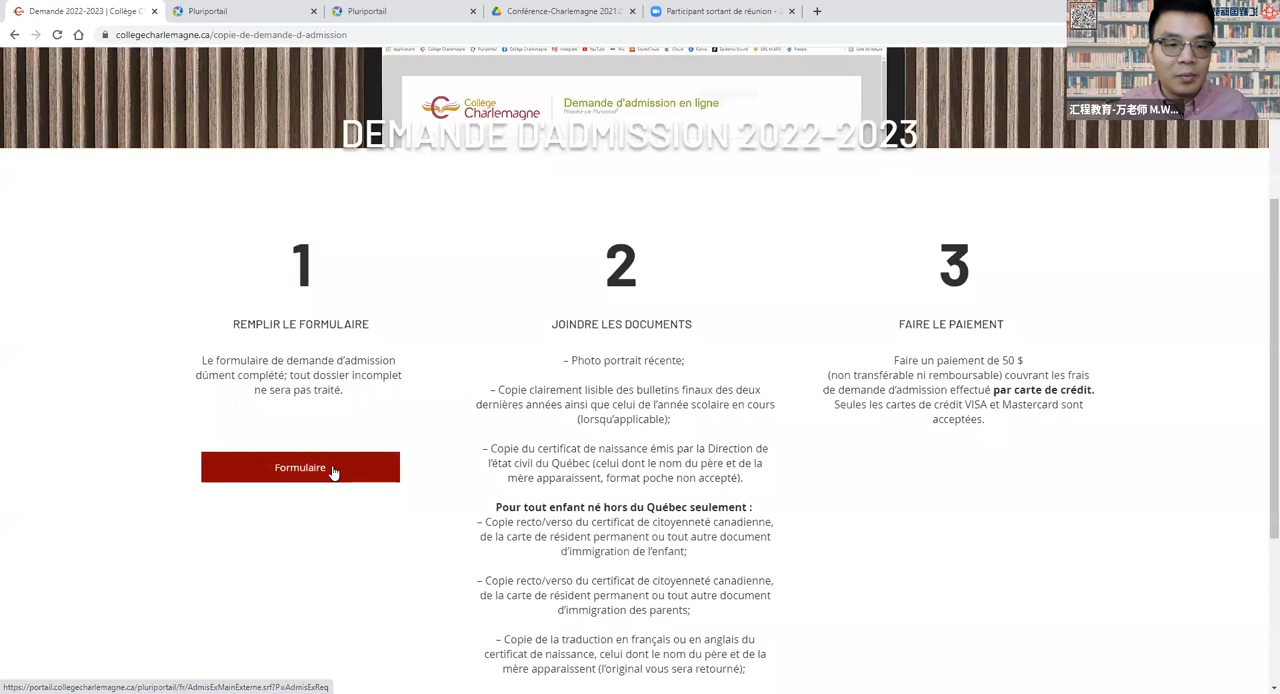 Demande 2022-2023 | Collège C
Pluriportail
Pluriportail
Conférence-Charlemagne 2021.
Participant sortant de réunion - Z
collegecharlemagne.ca/copie-de-demande-d-admission
Collège
Charlemagne
Demande d'admission en ligne
DEMANDE D'ADMISSION 2022-2023
汇程教育-万老师 M.W...
1
REMPLIR LE FORMULAIRE
Le formulaire de demande d'admission
dûment complété; tout dossier incomplet
ne sera pas traité.
Formulaire
2
JOINDRE LES DOCUMENTS
– Photo portrait récente;
– Copie clairement lisible des bulletins finaux des deux
dernières années ainsi que celui de l'année scolaire en cours
(lorsqu'applicable);
– Copie du certificat de naissance émis par la Direction de
l'état civil du Québec (celui dont le nom du père et de la
mère apparaissent, format poche non accepté).
Pour tout enfant né hors du Québec seulement :
– Copie recto/verso du certificat de citoyenneté canadienne,
de la carte de résident permanent ou tout autre document
d'immigration de l'enfant;
– Copie recto/verso du certificat de citoyenneté canadienne,
de la carte de résident permanent ou tout autre document
d'immigration des parents;
– Copie de la traduction en français ou en anglais du
certificat de naissance, celui dont le nom du père et de la
mère apparaissent (l'original vous sera retourné);
3
FAIRE LE PAIEMENT
Faire un paiement de 50 $
(non transférable ni remboursable) couvrant les frais
de demande d'admission effectué par carte de crédit.
Seules les cartes de crédit VISA et Mastercard sont
acceptées.
https://portail.collegecharlemagne.ca/pluriportail/fr/AdmisExMainExterne.srf?P=AdmisExReq